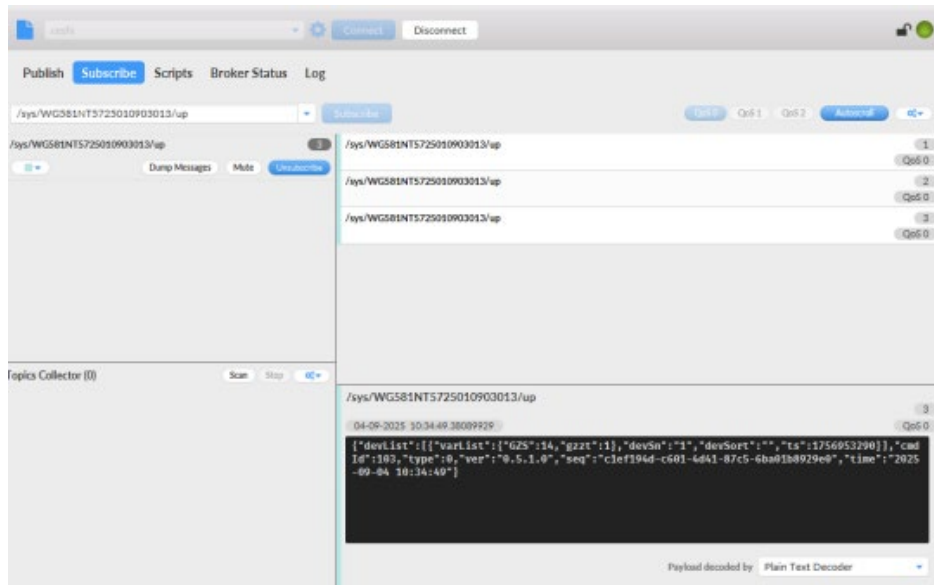 Connect Disconnect
Publish Subscribe Scripts Broker Status Log
/sys/WG581NT5725010903013/up Subscribe QoS 0 QoS 1 QoS 2 Autoscroll
/sys/WG581NT5725010903013/up 3
Dump Messages Mute Unsubscribe
/sys/WG581NT5725010903013/up 1
QoS 0
/sys/WG581NT5725010903013/up 2
QoS 0
/sys/WG581NT5725010903013/up 3
QoS 0
Topics Collector (0) Scan Stop
/sys/WG581NT5725010903013/up 3
04-09-2025 10:34:49.38089929 QoS 0
{"devList":[{"varList":{"GZS":14,"gzzt":1},"devSn":"1","devSort":"","ts":1756953290}],"cmd
Id":103,"type":0,"ver":"0.5.1.0","seq":"c1ef194d-c601-4d41-87c5-6ba01b8929e0","time":"2025
-09-04 10:34:49"}
Payload decoded by Plain Text Decoder